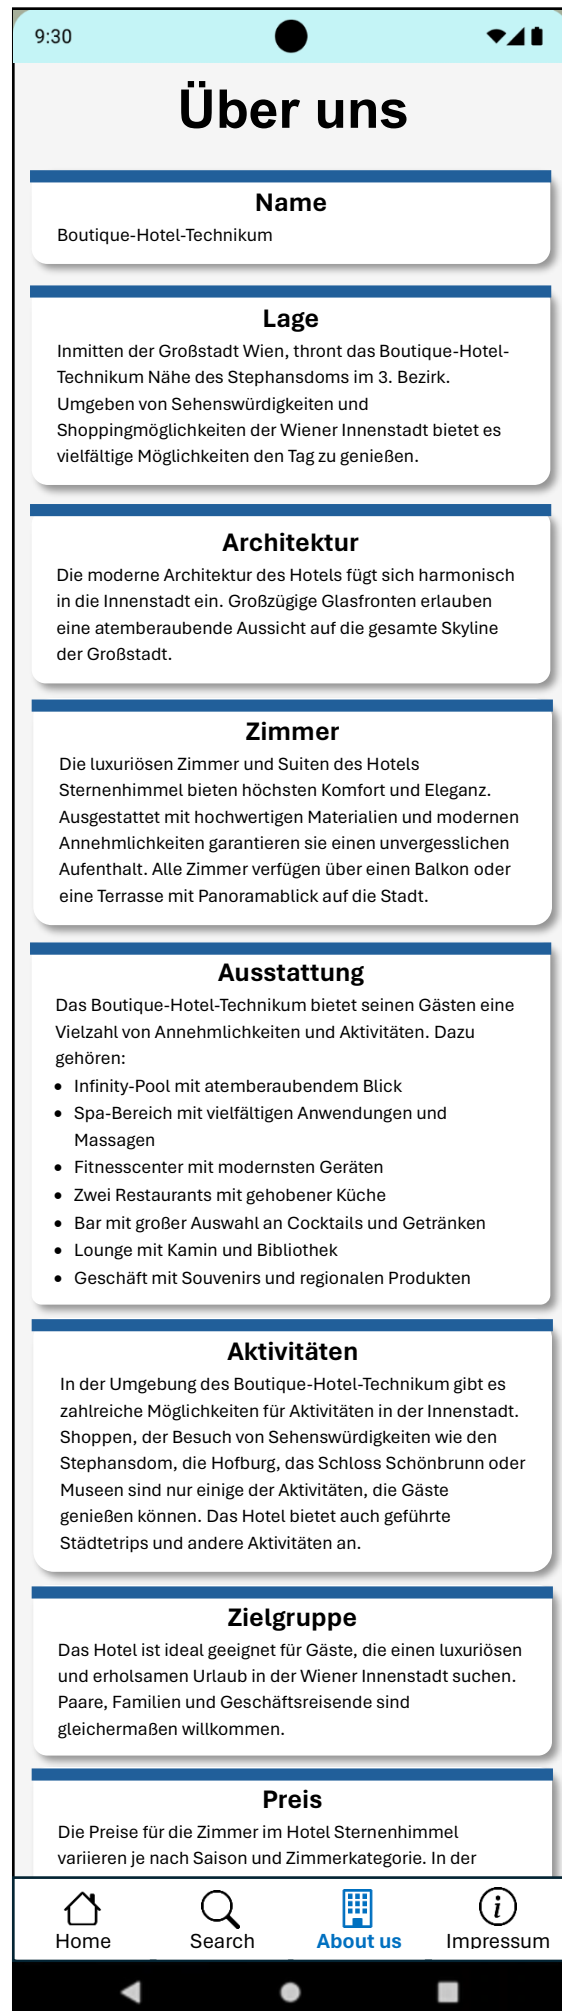 9:30
Über uns
Name
Boutique-Hotel-Technikum
Lage
Inmitten der Großstadt Wien, thront das Boutique-Hotel-
Technikum Nähe des Stephansdoms im 3. Bezirk.
Umgeben von Sehenswürdigkeiten und
Shoppingmöglichkeiten der Wiener Innenstadt bietet es
vielfältige Möglichkeiten den Tag zu genießen.
Architektur
Die moderne Architektur des Hotels fügt sich harmonisch
in die Innenstadt ein. Großzügige Glasfronten erlauben
eine atemberaubende Aussicht auf die gesamte Skyline
der Großstadt.
Zimmer
Die luxuriösen Zimmer und Suiten des Hotels
Sternenhimmel bieten höchsten Komfort und Eleganz.
Ausgestattet mit hochwertigen Materialien und modernen
Annehmlichkeiten garantieren sie einen unvergesslichen
Aufenthalt. Alle Zimmer verfügen über einen Balkon oder
eine Terrasse mit Panoramablick auf die Stadt.
Ausstattung
Das Boutique-Hotel-Technikum bietet seinen Gästen eine
Vielzahl von Annehmlichkeiten und Aktivitäten. Dazu
gehören:
• Infinity-Pool mit atemberaubendem Blick
• Spa-Bereich mit vielfältigen Anwendungen und
Massagen
• Fitnesscenter mit modernsten Geräten
• Zwei Restaurants mit gehobener Küche
• Bar mit großer Auswahl an Cocktails und Getränken
• Lounge mit Kamin und Bibliothek
• Geschäft mit Souvenirs und regionalen Produkten
Aktivitäten
In der Umgebung des Boutique-Hotel-Technikum gibt es
zahlreiche Möglichkeiten für Aktivitäten in der Innenstadt.
Shoppen, der Besuch von Sehenswürdigkeiten wie den
Stephansdom, die Hofburg, das Schloss Schönbrunn oder
Museen sind nur einige der Aktivitäten, die Gäste
genießen können. Das Hotel bietet auch geführte
Städtetrips und andere Aktivitäten an.
Zielgruppe
Das Hotel ist ideal geeignet für Gäste, die einen luxuriösen
und erholsamen Urlaub in der Wiener Innenstadt suchen.
Paare, Familien und Geschäftsreisende sind
gleichermaßen willkommen.
Preis
Die Preise für die Zimmer im Hotel Sternenhimmel
variieren je nach Saison und Zimmerkategorie. In der
Home Search About us Impressum